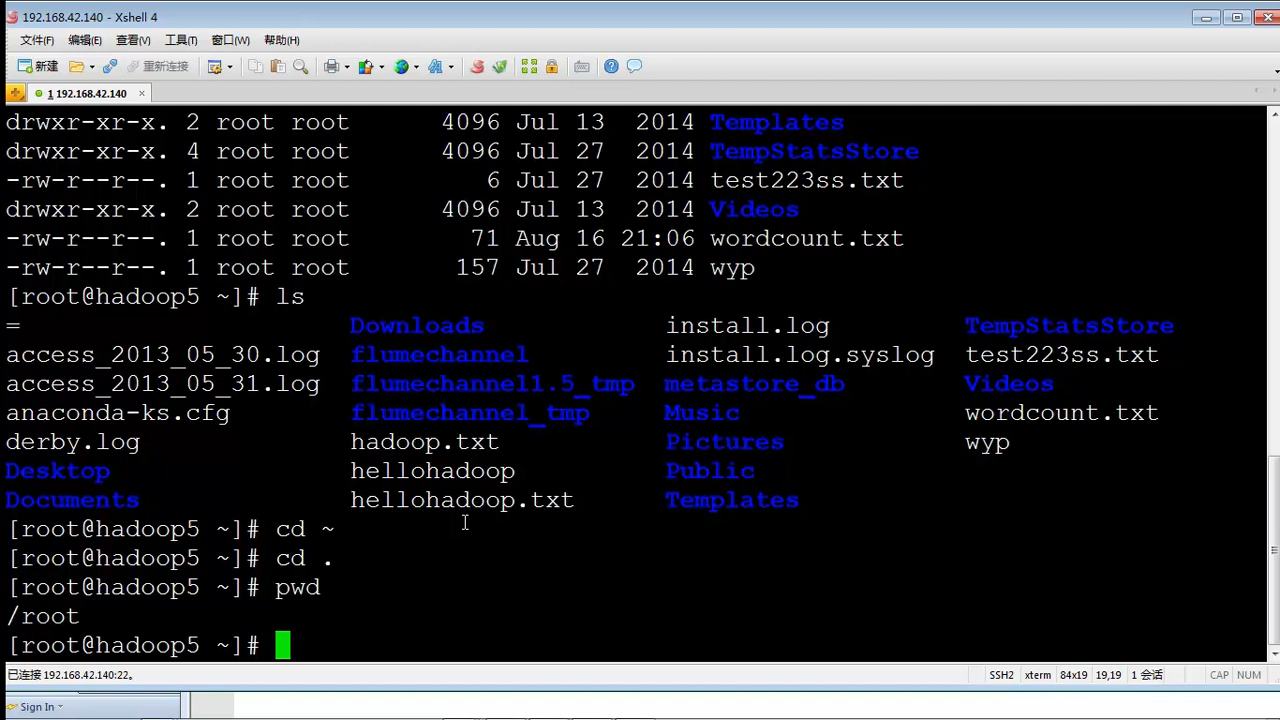 192.168.42.140 - Xshell 4
文件(F) 编辑(E) 查看(V) 工具(T) 窗口(W) 帮助(H)
新建 重新连接
1 192.168.42.140
drwxr-xr-x. 2 root root 4096 Jul 13 2014 Templates
drwxr-xr-x. 4 root root 4096 Jul 27 2014 TempStatsStore
-rw-r--r--. 1 root root 6 Jul 27 2014 test223ss.txt
drwxr-xr-x. 2 root root 4096 Jul 13 2014 Videos
-rw-r--r--. 1 root root 71 Aug 16 21:06 wordcount.txt
-rw-r--r--. 1 root root 157 Jul 27 2014 wyp
[root@hadoop5 ~]# ls
= Downloads install.log TempStatsStore
access_2013_05_30.log flumechannel install.log.syslog test223ss.txt
access_2013_05_31.log flumechannel1.5_tmp metastore_db Videos
anaconda-ks.cfg flumechannel_tmp Music wordcount.txt
derby.log hadoop.txt Pictures wyp
Desktop hellohadoop Public
Documents hellohadoop.txt Templates
[root@hadoop5 ~]# cd ~
[root@hadoop5 ~]# cd .
[root@hadoop5 ~]# pwd
/root
[root@hadoop5 ~]#
已连接 192.168.42.140:22。 SSH2 xterm 84x19 19,19 1 会话 CAP NUM
Sign In